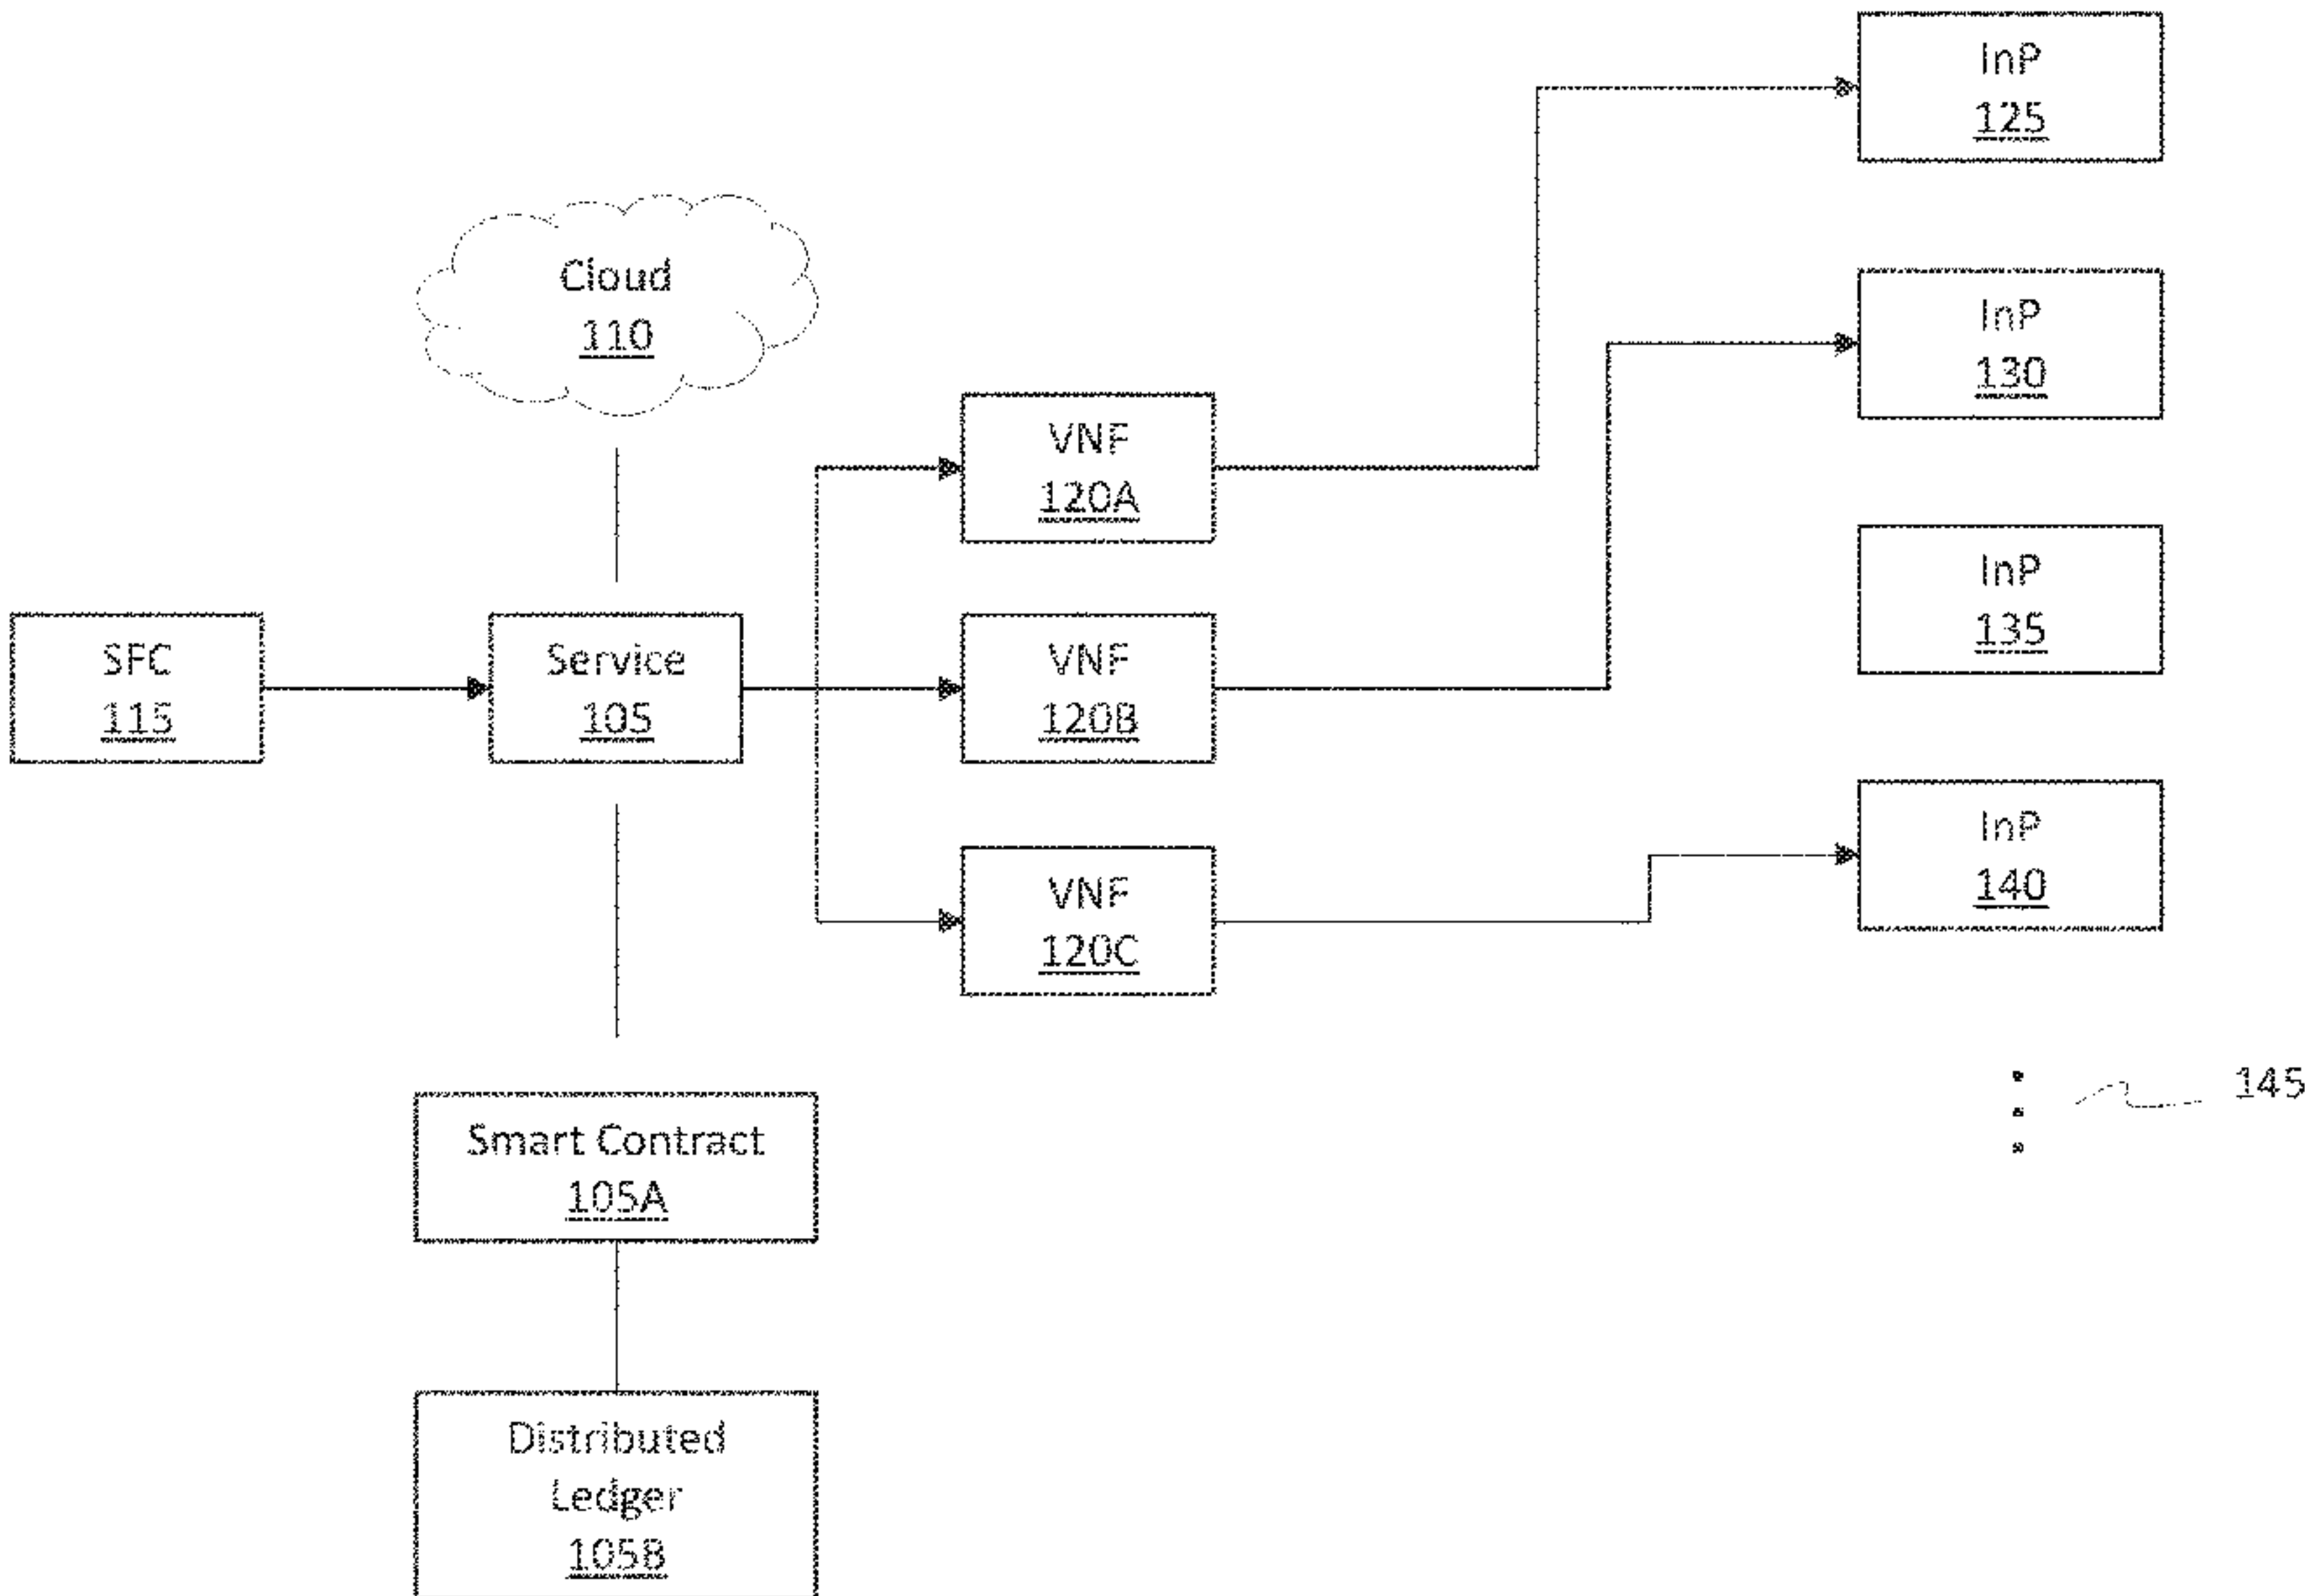 InP
125
Cloud
110
InP
130
VNF
120A
InP
135
SFC
115
Service
105
VNF
120B
InP
140
VNF
120C
145
Smart Contract
105A
Distributed
Ledger
105B